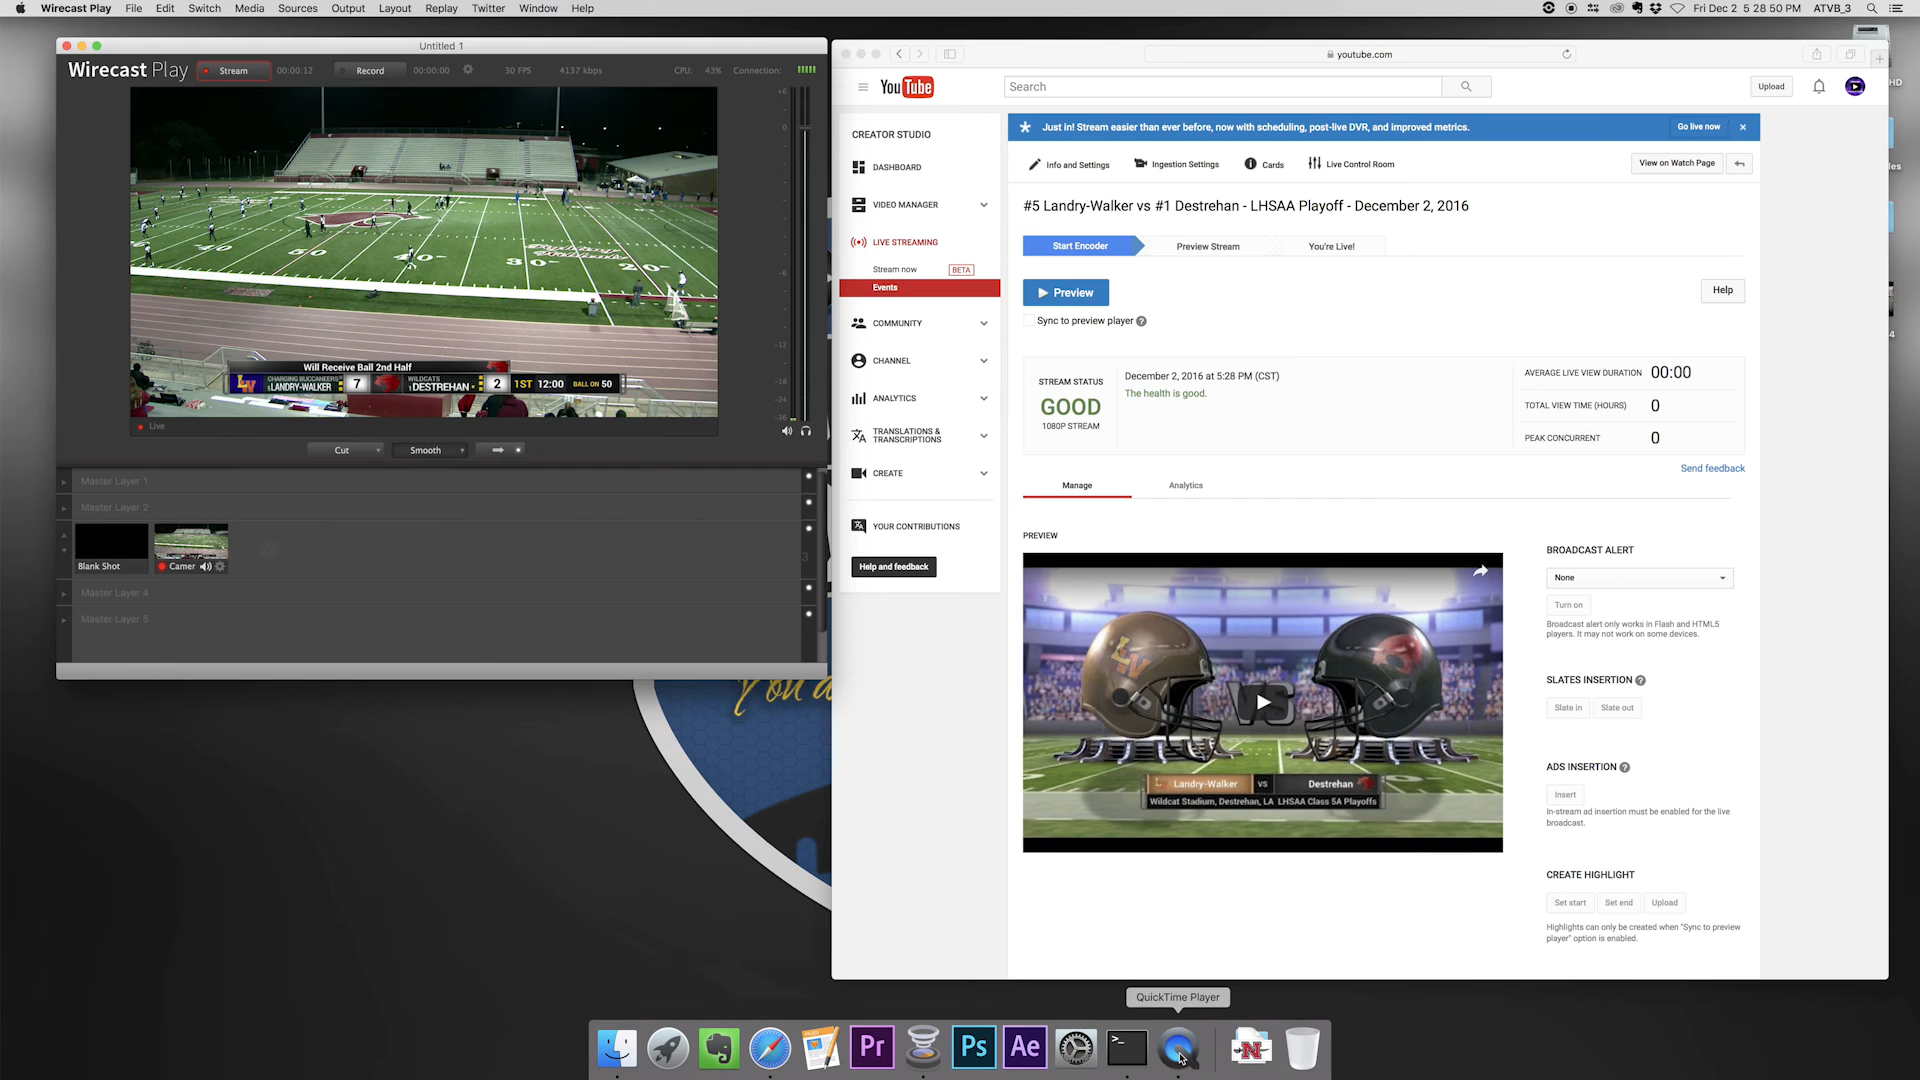 Wirecast Play File Edit Switch Media Sources Output Layout Replay Twitter Window Help
Fri Dec 2 5 28 50 PM ATVB_3
Untitled 1
Wirecast Play Stream 00:00:12 Record 00:00:00 30 FPS 4137 kbps CPU: 43% Connection:
Will Receive Ball 2nd Half
LV CHARGING BUCCANEERS 5 LANDRY-WALKER 7 WILDCATS 1 DESTREHAN 2 1ST 12:00 BALL ON 50
Live
Cut Smooth
Master Layer 1
Master Layer 2
Blank Shot Camer
3
Master Layer 4
Master Layer 5
youtube.com
YouTube Search Upload
CREATOR STUDIO
DASHBOARD
VIDEO MANAGER
LIVE STREAMING
Stream now BETA
Events
COMMUNITY
CHANNEL
ANALYTICS
TRANSLATIONS &
TRANSCRIPTIONS
CREATE
YOUR CONTRIBUTIONS
Help and feedback
Just in! Stream easier than ever before, now with scheduling, post-live DVR, and improved metrics. Go live now
Info and Settings Ingestion Settings Cards Live Control Room View on Watch Page
#5 Landry-Walker vs #1 Destrehan - LHSAA Playoff - December 2, 2016
Start Encoder Preview Stream You're Live!
Preview Help
Sync to preview player
STREAM STATUS
GOOD
1080P STREAM
December 2, 2016 at 5:28 PM (CST)
The health is good.
AVERAGE LIVE VIEW DURATION 00:00
TOTAL VIEW TIME (HOURS) 0
PEAK CONCURRENT 0
Send feedback
Manage Analytics
PREVIEW
LV VS
Landry-Walker VS Destrehan
Wildcat Stadium, Destrehan, LA LHSAA Class 5A Playoffs
BROADCAST ALERT
None
Turn on
Broadcast alert only works in Flash and HTML5
players. It may not work on some devices.
SLATES INSERTION
Slate in Slate out
ADS INSERTION
Insert
In-stream ad insertion must be enabled for the live
broadcast.
CREATE HIGHLIGHT
Set start Set end Upload
Highlights can only be created when "Sync to preview
player" option is enabled.
QuickTime Player
Pr Ps Ae N